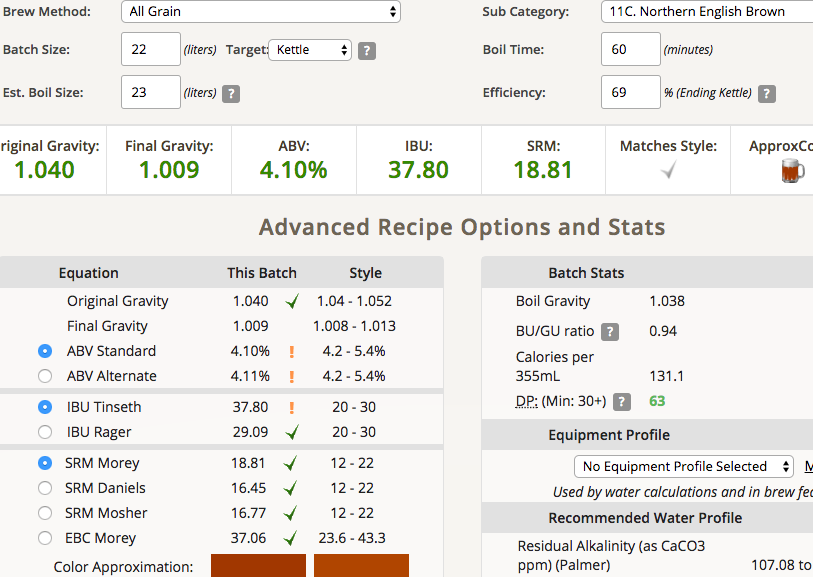 Brew Method: All Grain Sub Category: 11C. Northern English Brown
Batch Size: 22 (liters) Target: Kettle ? Boil Time: 60 (minutes)
Est. Boil Size: 23 (liters) ? Efficiency: 69 % (Ending Kettle) ?
riginal Gravity: Final Gravity: ABV: IBU: SRM: Matches Style: ApproxCo
1.040 1.009 4.10% 37.80 18.81
Advanced Recipe Options and Stats
Equation This Batch Style
Original Gravity 1.040 1.04 - 1.052
Final Gravity 1.009 1.008 - 1.013
ABV Standard 4.10% ! 4.2 - 5.4%
ABV Alternate 4.11% ! 4.2 - 5.4%
IBU Tinseth 37.80 ! 20 - 30
IBU Rager 29.09 20 - 30
SRM Morey 18.81 12 - 22
SRM Daniels 16.45 12 - 22
SRM Mosher 16.77 12 - 22
EBC Morey 37.06 23.6 - 43.3
Color Approximation:
Batch Stats
Boil Gravity 1.038
BU/GU ratio ? 0.94
Calories per
355mL 131.1
DP: (Min: 30+) ? 63
Equipment Profile
No Equipment Profile Selected M
Used by water calculations and in brew fea
Recommended Water Profile
Residual Alkalinity (as CaCO3
ppm) (Palmer) 107.08 to